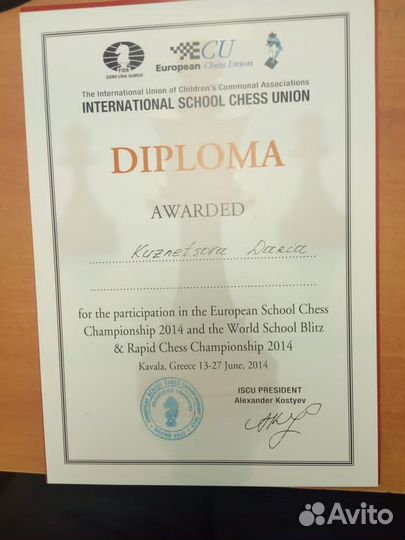 FIDE
GENS UNA SUMUS
ECU
European Chess Union
The International Union of Children's Communal Associations
INTERNATIONAL SCHOOL CHESS UNION
DIPLOMA
AWARDED
Kuznetsova Daria
for the participation in the European School Chess
Championship 2014 and the World School Blitz
& Rapid Chess Championship 2014
Kavala, Greece 13-27 June, 2014
ISCU PRESIDENT
Alexander Kostyev
Avito